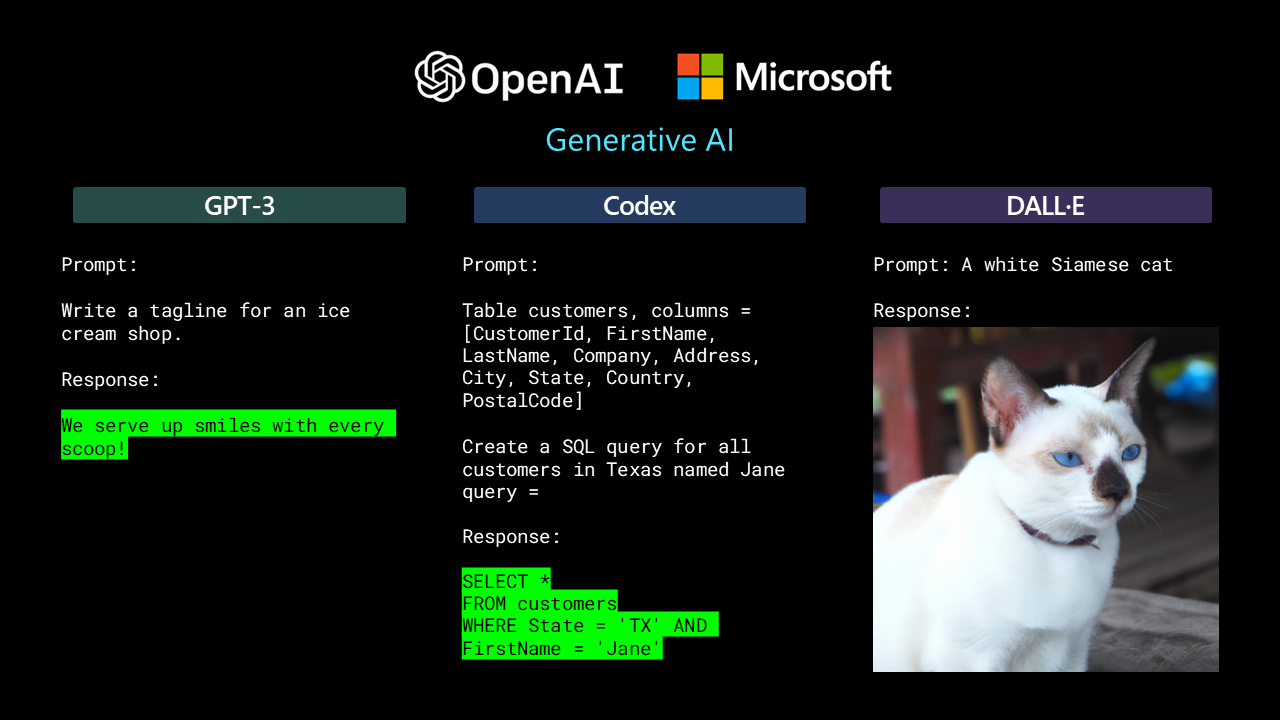 OpenAI Microsoft
Generative AI
GPT-3
Prompt:
Write a tagline for an ice
cream shop.
Response:
We serve up smiles with every
scoop!
Codex
Prompt:
Table customers, columns =
[CustomerId, FirstName,
LastName, Company, Address,
City, State, Country,
PostalCode]
Create a SQL query for all
customers in Texas named Jane
query =
Response:
SELECT *
FROM customers
WHERE State = 'TX' AND
FirstName = 'Jane'
DALL·E
Prompt: A white Siamese cat
Response: